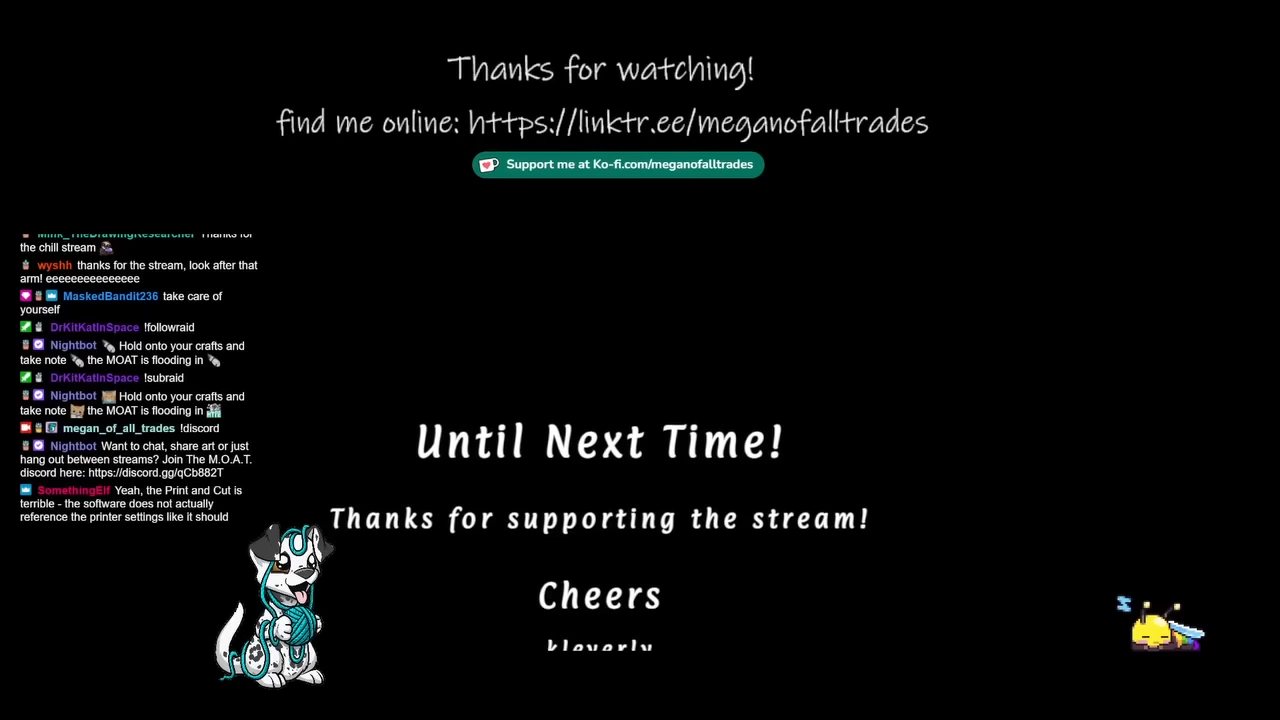 Thanks for watching!
find me online: https://linktr.ee/meganofalltrades
Support me at Ko-fi.com/meganofalltrades
Mink_TheDrawingResearcher Thanks for
the chill stream
wyshh thanks for the stream, look after that
arm! eeeeeeeeeeeeeee
MaskedBandit236 take care of
yourself
DrKitKatInSpace !followraid
Nightbot Hold onto your crafts and
take note the MOAT is flooding in
DrKitKatInSpace !subraid
Nightbot Hold onto your crafts and
take note the MOAT is flooding in
megan_of_all_trades !discord
Nightbot Want to chat, share art or just
hang out between streams? Join The M.O.A.T.
discord here: https://discord.gg/qCb882T
SomethingElf Yeah, the Print and Cut is
terrible - the software does not actually
reference the printer settings like it should
Until Next Time!
Thanks for supporting the stream!
Cheers
kleverly